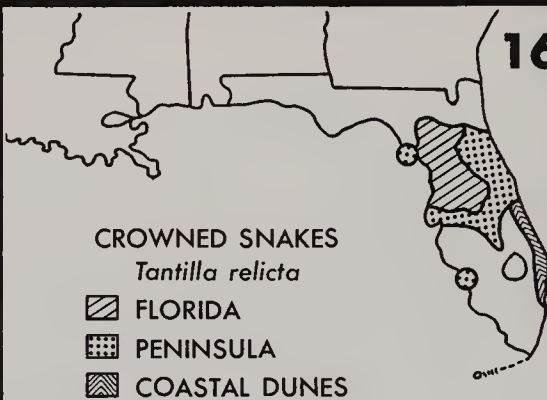 16
CROWNED SNAKES
Tantilla relicta
FLORIDA
PENINSULA
COASTAL DUNES